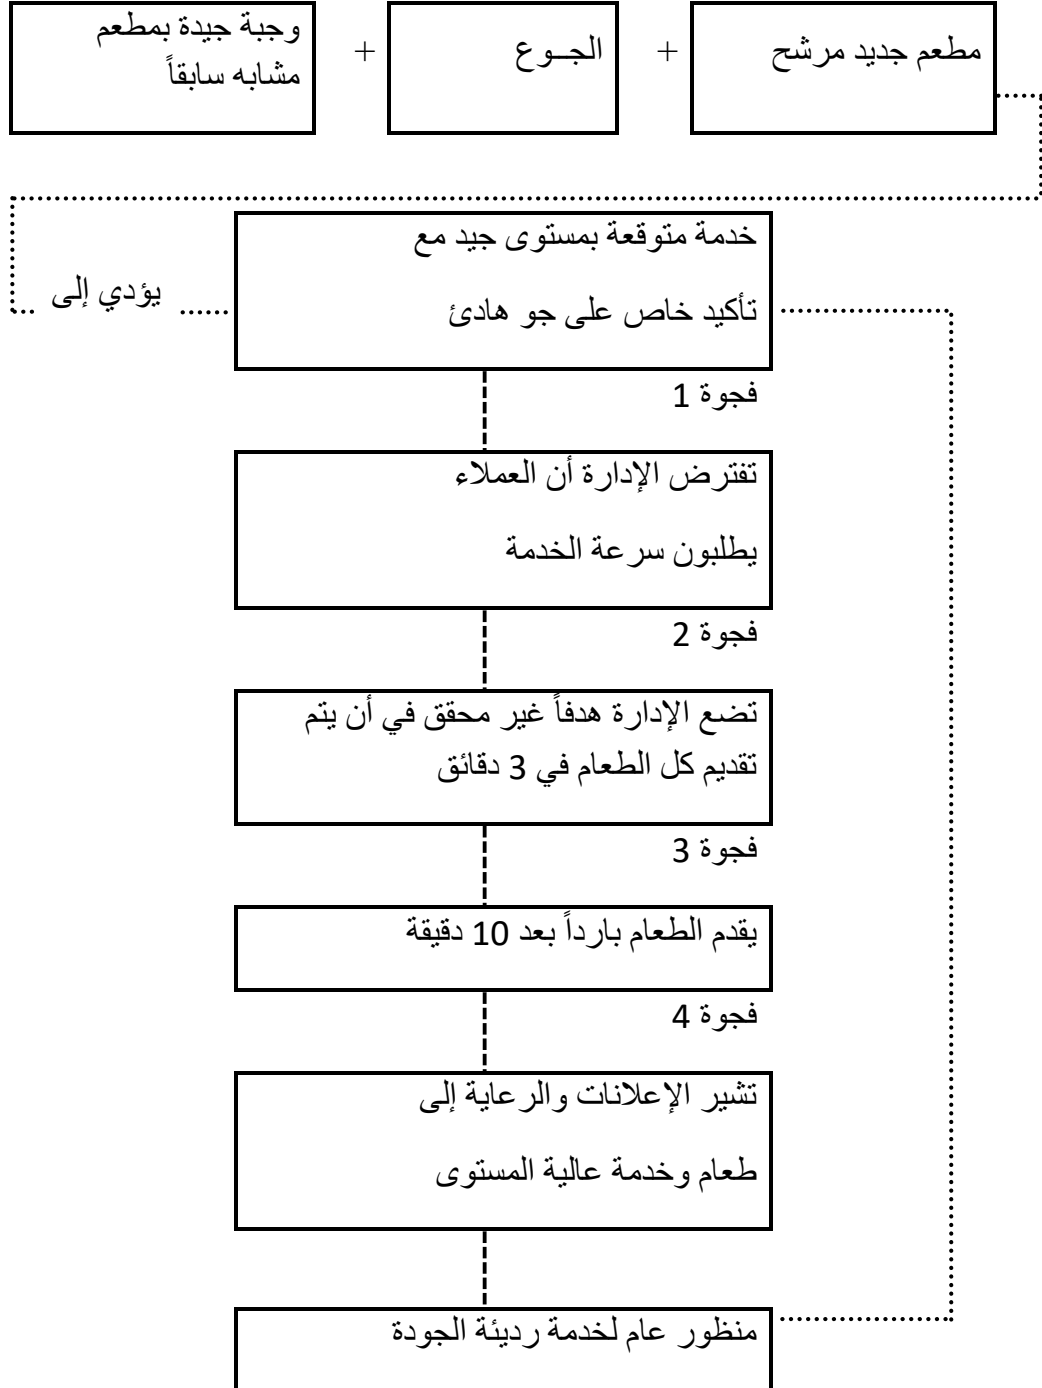 مطعم جديد مرشح
+
الجــوع
+
وجبة جيدة بمطعم
مشابه سابقاً
خدمة متوقعة بمستوى جيد مع
تأكيد خاص على جو هادئ
يؤدي إلى
فجوة 1
تفترض الإدارة أن العملاء
يطلبون سرعة الخدمة
فجوة 2
تضع الإدارة هدفاً غير محقق في أن يتم
تقديم كل الطعام في 3 دقائق
فجوة 3
يقدم الطعام بارداً بعد 10 دقيقة
فجوة 4
تشير الإعلانات والرعاية إلى
طعام وخدمة عالية المستوى
منظور عام لخدمة رديئة الجودة